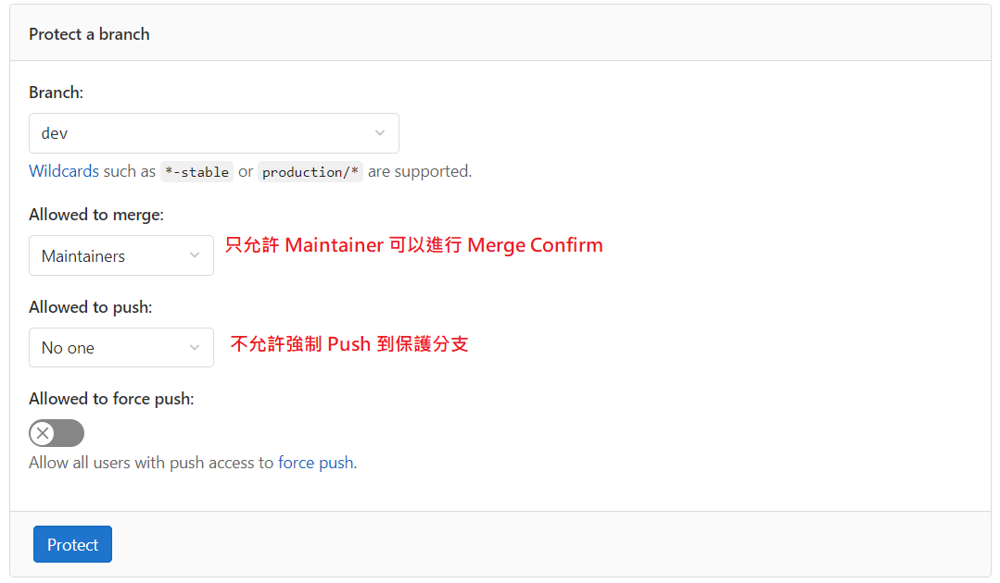 Protect a branch
Branch:
dev
Wildcards such as *-stable or production/* are supported.
Allowed to merge:
Maintainers
只允許 Maintainer 可以進行 Merge Confirm
Allowed to push:
No one
不允許強制 Push 到保護分支
Allowed to force push:
Allow all users with push access to force push.
Protect